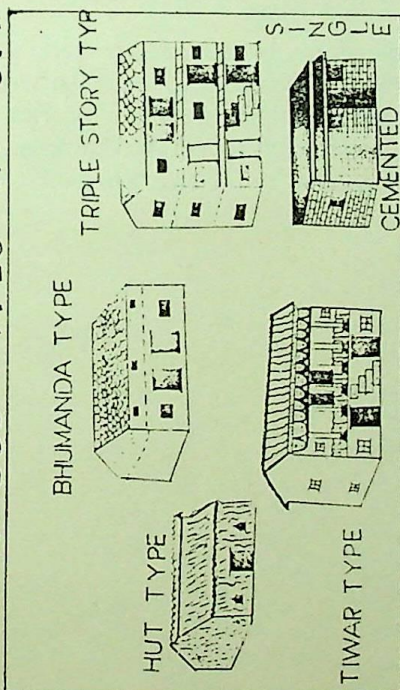 HUT TYPE
BHUMANDA TYPE
TRIPLE STORY TYP
TIWAR TYPE
SINGLE
CEMENTED